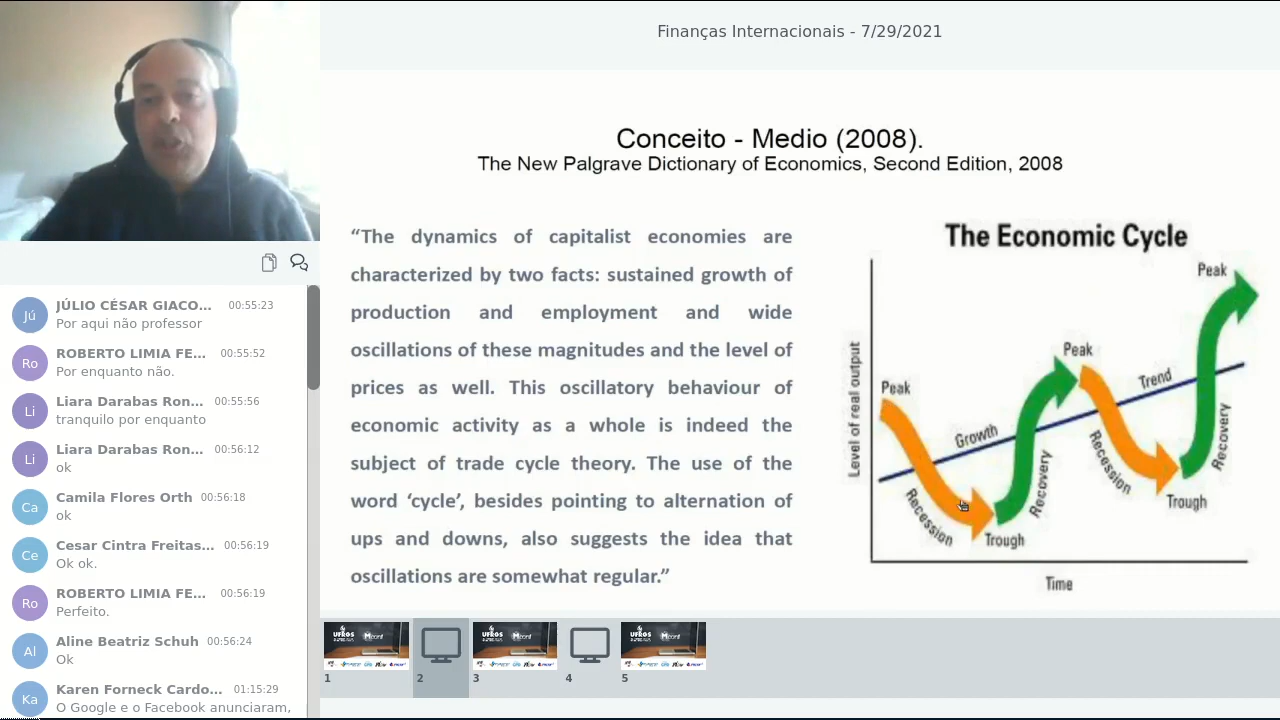 Finanças Internacionais - 7/29/2021
Conceito - Medio (2008).
The New Palgrave Dictionary of Economics, Second Edition, 2008
“The dynamics of capitalist economies are
characterized by two facts: sustained growth of
production and employment and wide
oscillations of these magnitudes and the level of
prices as well. This oscillatory behaviour of
economic activity as a whole is indeed the
subject of trade cycle theory. The use of the
word ‘cycle’, besides pointing to alternation of
ups and downs, also suggests the idea that
oscillations are somewhat regular.”
The Economic Cycle
Peak
Peak
Peak
Level of real output
Growth
Trend
Recession
Recovery
Recession
Recovery
Trough
Trough
Time
Jú
JÚLIO CÉSAR GIACO... 00:55:23
Por aqui não professor
Ro
ROBERTO LIMIA FE... 00:55:52
Por enquanto não.
Li
Liara Darabas Ron... 00:55:56
tranquilo por enquanto
Li
Liara Darabas Ron... 00:56:12
ok
Ca
Camila Flores Orth 00:56:18
ok
Ce
Cesar Cintra Freitas... 00:56:19
Ok ok.
Ro
ROBERTO LIMIA FE... 00:56:19
Perfeito.
Al
Aline Beatriz Schuh 00:56:24
Ok
Ka
Karen Forneck Cardo... 01:15:29
O Google e o Facebook anunciaram,
UFRGS
Mconf
UFRGS
Mconf
UFRGS
Mconf
1
2
3
4
5